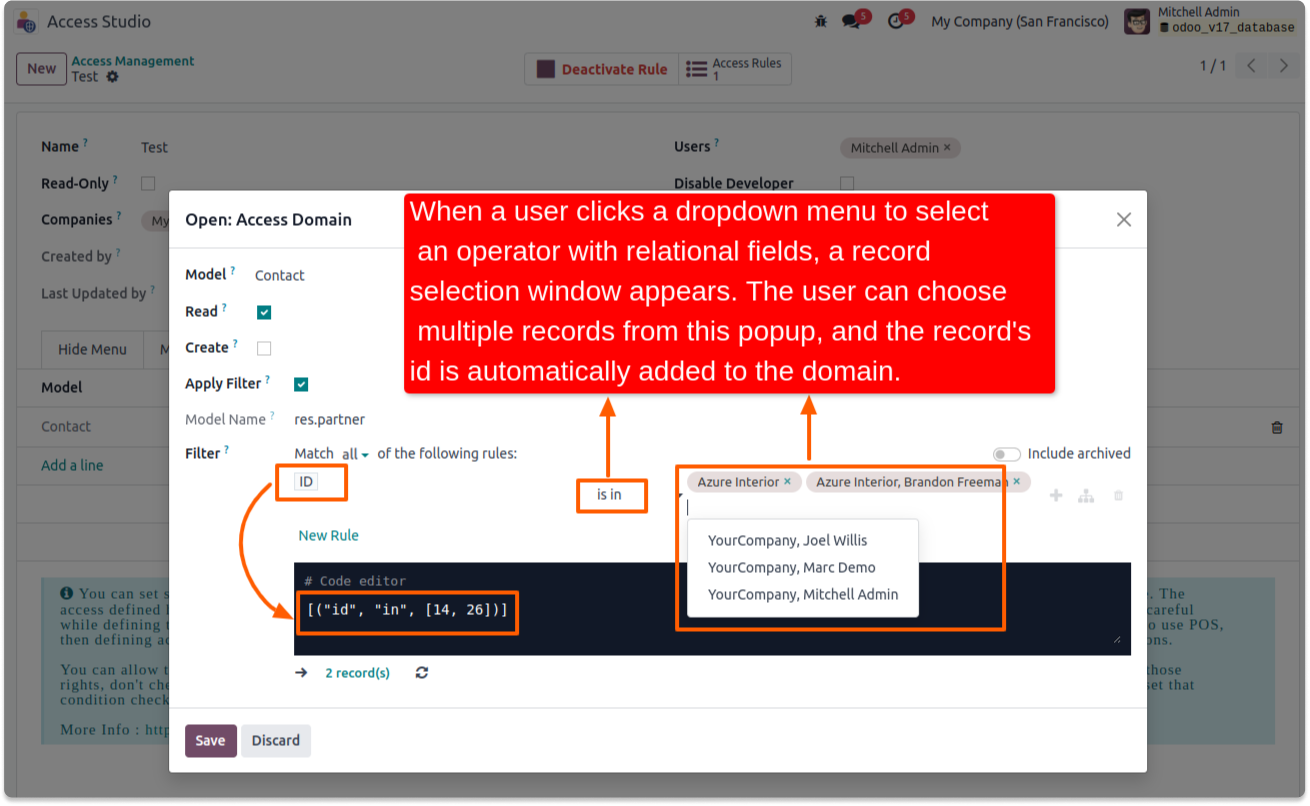 Access Studio
5
5
My Company (San Francisco)
Mitchell Admin
odoo_v17_database
New
Access Management
Test
Deactivate Rule
Access Rules
1
1 / 1
Name ?
Test
Users ?
Mitchell Admin ×
Read-Only ?
Disable Developer
Companies ?
My
Created by ?
Last Updated by ?
Hide Menu
M
Model
Contact
Add a line
Open: Access Domain
When a user clicks a dropdown menu to select
an operator with relational fields, a record
selection window appears. The user can choose
multiple records from this popup, and the record's
id is automatically added to the domain.
Model ?
Contact
Read ?
Create ?
Apply Filter ?
Model Name ?
res.partner
Filter ?
Match all of the following rules:
Include archived
ID
is in
Azure Interior ×
Azure Interior, Brandon Freeman ×
YourCompany, Joel Willis
YourCompany, Marc Demo
YourCompany, Mitchell Admin
New Rule
# Code editor
[("id", "in", [14, 26])]
2 record(s)
Save
Discard
You can set s
access defined
while defining t
then defining ac
You can allow t
rights, don't che
condition check
More Info : http
. The
careful
o use POS,
ons.
those
set that